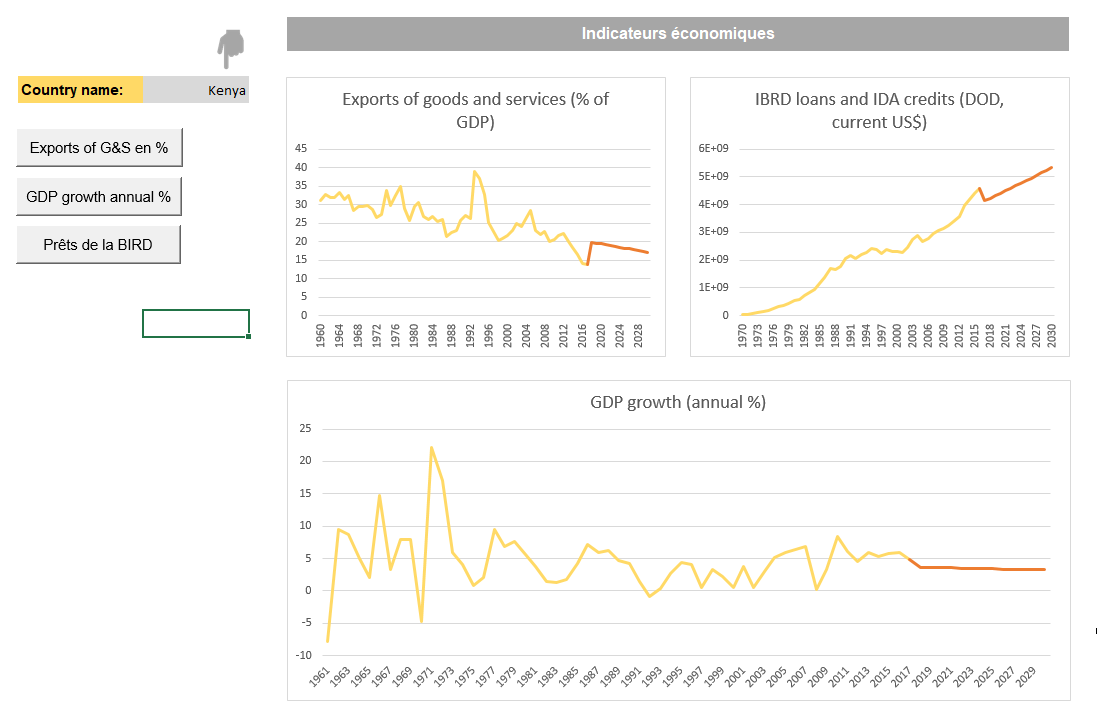 Indicateurs économiques
Country name: Kenya
Exports of G&S en %
GDP growth annual %
Prêts de la BIRD
Exports of goods and services (% of
GDP)
45
40
35
30
25
20
15
10
5
0
1960 1964 1968 1972 1976 1980 1984 1988 1992 1996 2000 2004 2008 2012 2016 2020 2024 2028
IBRD loans and IDA credits (DOD,
current US$)
6E+09
5E+09
4E+09
3E+09
2E+09
1E+09
0
1970 1973 1976 1979 1982 1985 1988 1991 1994 1997 2000 2003 2006 2009 2012 2015 2018 2021 2024 2027 2030
GDP growth (annual %)
25
20
15
10
5
0
-5
-10
1961 1963 1965 1967 1969 1971 1973 1975 1977 1979 1981 1983 1985 1987 1989 1991 1993 1995 1997 1999 2001 2003 2005 2007 2009 2011 2013 2015 2017 2019 2021 2023 2025 2027 2029